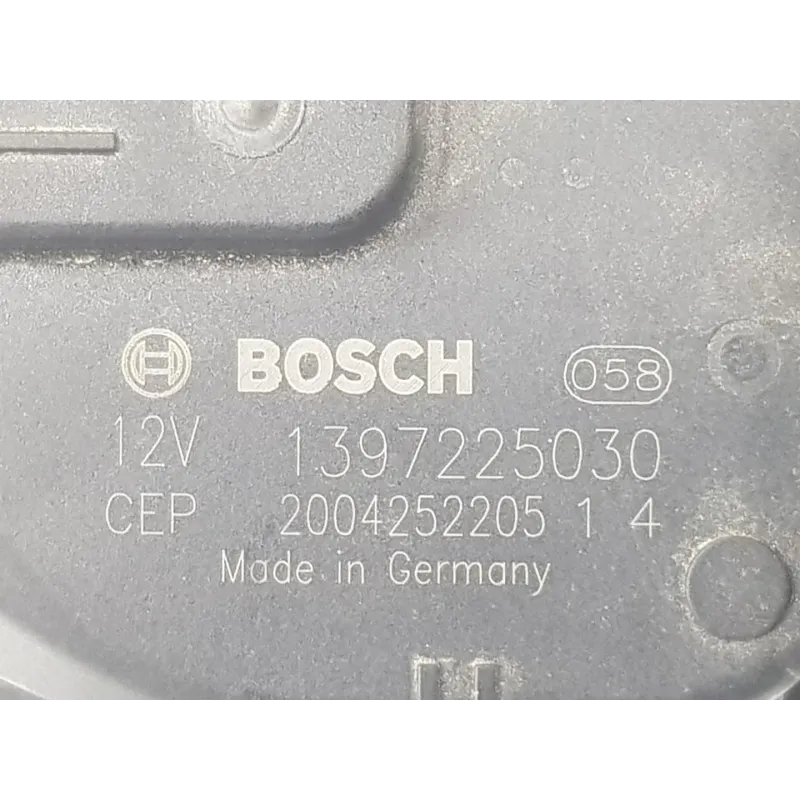 BOSCH 058
12V 1397225030
CEP 2004252205 1 4
Made in Germany